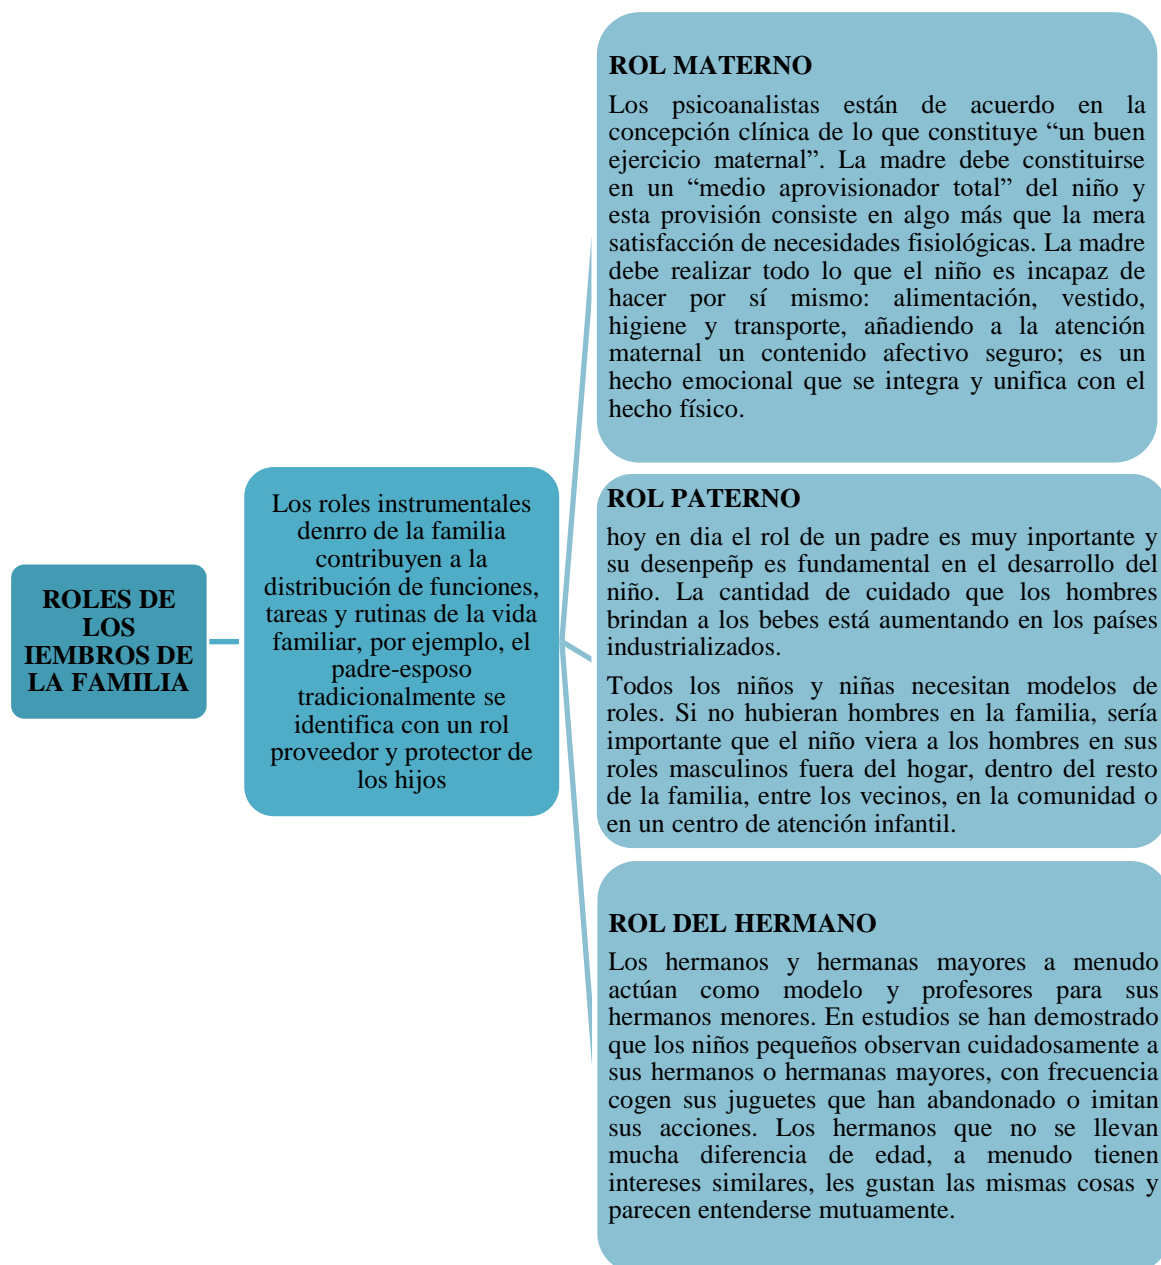 ROLES DE
LOS
IEMBROS DE
LA FAMILIA
Los roles instrumentales
denrro de la familia
contribuyen a la
distribución de funciones,
tareas y rutinas de la vida
familiar, por ejemplo, el
padre-esposo
tradicionalmente se
identifica con un rol
proveedor y protector de
los hijos
ROL MATERNO
Los psicoanalistas están de acuerdo en la
concepción clínica de lo que constituye “un buen
ejercicio maternal”. La madre debe constituirse
en un “medio aprovisionador total” del niño y
esta provisión consiste en algo más que la mera
satisfacción de necesidades fisiológicas. La madre
debe realizar todo lo que el niño es incapaz de
hacer por sí mismo: alimentación, vestido,
higiene y transporte, añadiendo a la atención
maternal un contenido afectivo seguro; es un
hecho emocional que se integra y unifica con el
hecho físico.
ROL PATERNO
hoy en dia el rol de un padre es muy inportante y
su desenpeñp es fundamental en el desarrollo del
niño. La cantidad de cuidado que los hombres
brindan a los bebes está aumentando en los países
industrializados.
Todos los niños y niñas necesitan modelos de
roles. Si no hubieran hombres en la familia, sería
importante que el niño viera a los hombres en sus
roles masculinos fuera del hogar, dentro del resto
de la familia, entre los vecinos, en la comunidad o
en un centro de atención infantil.
ROL DEL HERMANO
Los hermanos y hermanas mayores a menudo
actúan como modelo y profesores para sus
hermanos menores. En estudios se han demostrado
que los niños pequeños observan cuidadosamente a
sus hermanos o hermanas mayores, con frecuencia
cogen sus juguetes que han abandonado o imitan
sus acciones. Los hermanos que no se llevan
mucha diferencia de edad, a menudo tienen
intereses similares, les gustan las mismas cosas y
parecen entenderse mutuamente.